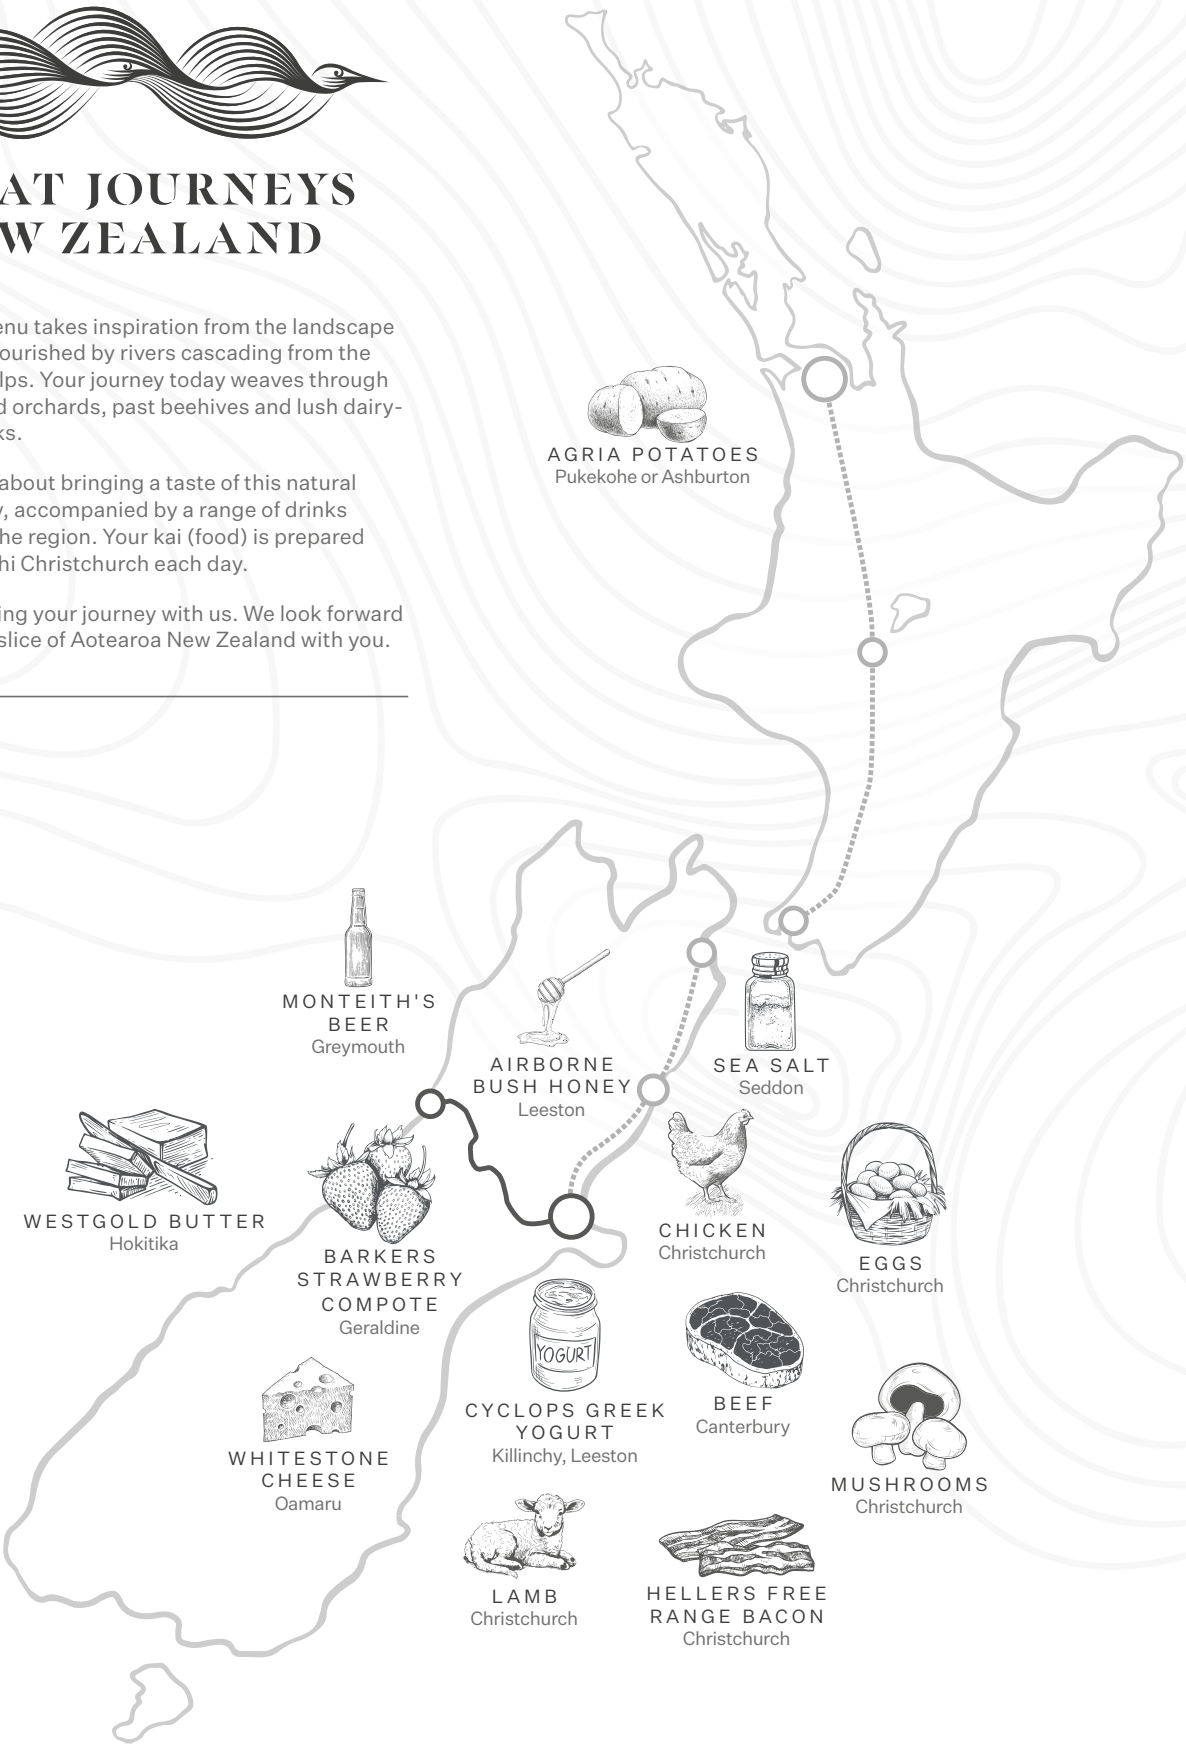 AT JOURNEYS
W ZEALAND
enu takes inspiration from the landscape
ourished by rivers cascading from the
lps. Your journey today weaves through
d orchards, past beehives and lush dairy-
ks.
about bringing a taste of this natural
y, accompanied by a range of drinks
he region. Your kai (food) is prepared
hi Christchurch each day.
ing your journey with us. We look forward
slice of Aotearoa New Zealand with you.
AGRIA POTATOES
Pukekohe or Ashburton
MONTEITH'S
BEER
Greymouth
AIRBORNE
BUSH HONEY
Leeston
SEA SALT
Seddon
WESTGOLD BUTTER
Hokitika
BARKERS
STRAWBERRY
COMPOTE
Geraldine
CHICKEN
Christchurch
EGGS
Christchurch
WHITESTONE
CHEESE
Oamaru
YOGURT
CYCLOPS GREEK
YOGURT
Killinchy, Leeston
BEEF
Canterbury
MUSHROOMS
Christchurch
LAMB
Christchurch
HELLERS FREE
RANGE BACON
Christchurch